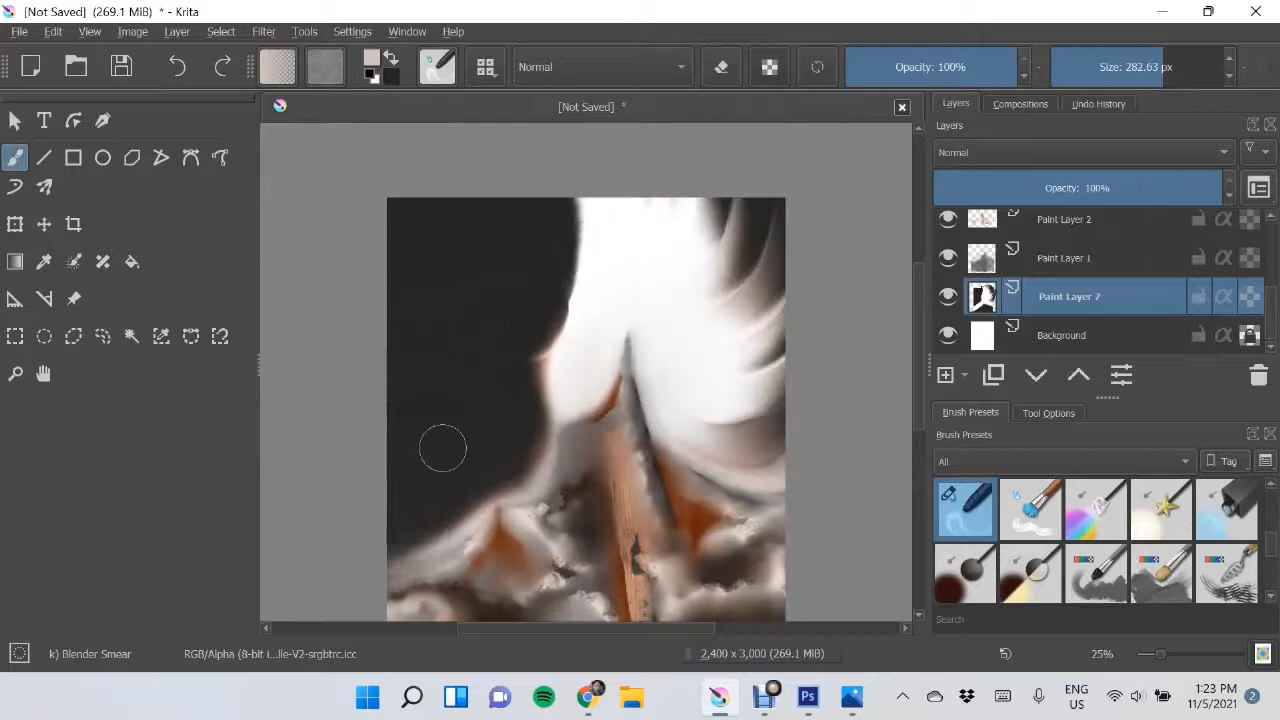 [Not Saved]  (269.1 MiB)  * - Krita
File Edit View Image Layer Select Filter Tools Settings Window Help
Normal
Opacity: 100%
Size: 282.63 px
[Not Saved]  *
Layers Compositions Undo History
Layers
Normal
Opacity:  100%
Paint Layer 2
Paint Layer 1
Paint Layer 7
Background
Brush Presets Tool Options
Brush Presets
All
Tag
Search
k) Blender Smear
RGB/Alpha (8-bit i...lle-V2-srgbtrc.icc
2,400 x 3,000 (269.1 MiB)
25%
Ps
ENG
US
1:23 PM
11/5/2021
2